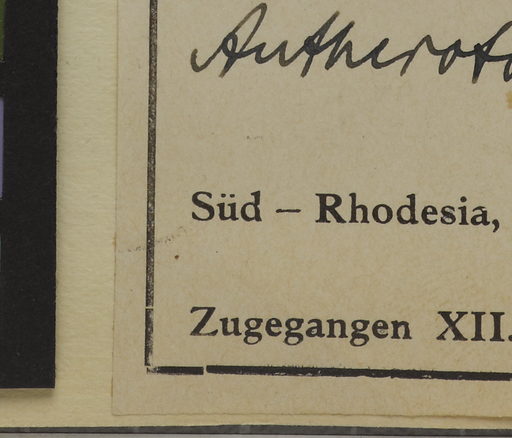 Süd – Rhodesia,
Zugegangen XII.